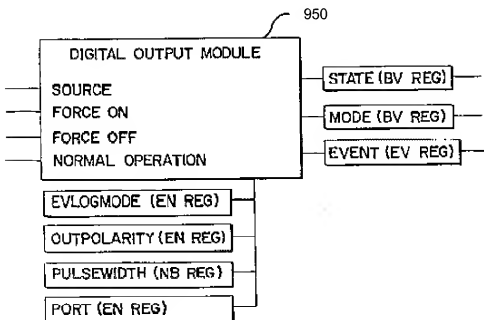 950
DIGITAL OUTPUT MODULE
SOURCE
FORCE ON
FORCE OFF
NORMAL OPERATION
STATE (BV REG)
MODE (BV REG)
EVENT (EV REG)
EVLOGMODE (EN REG)
OUTPOLARITY (EN REG)
PULSEWIDTH (NB REG)
PORT (EN REG)